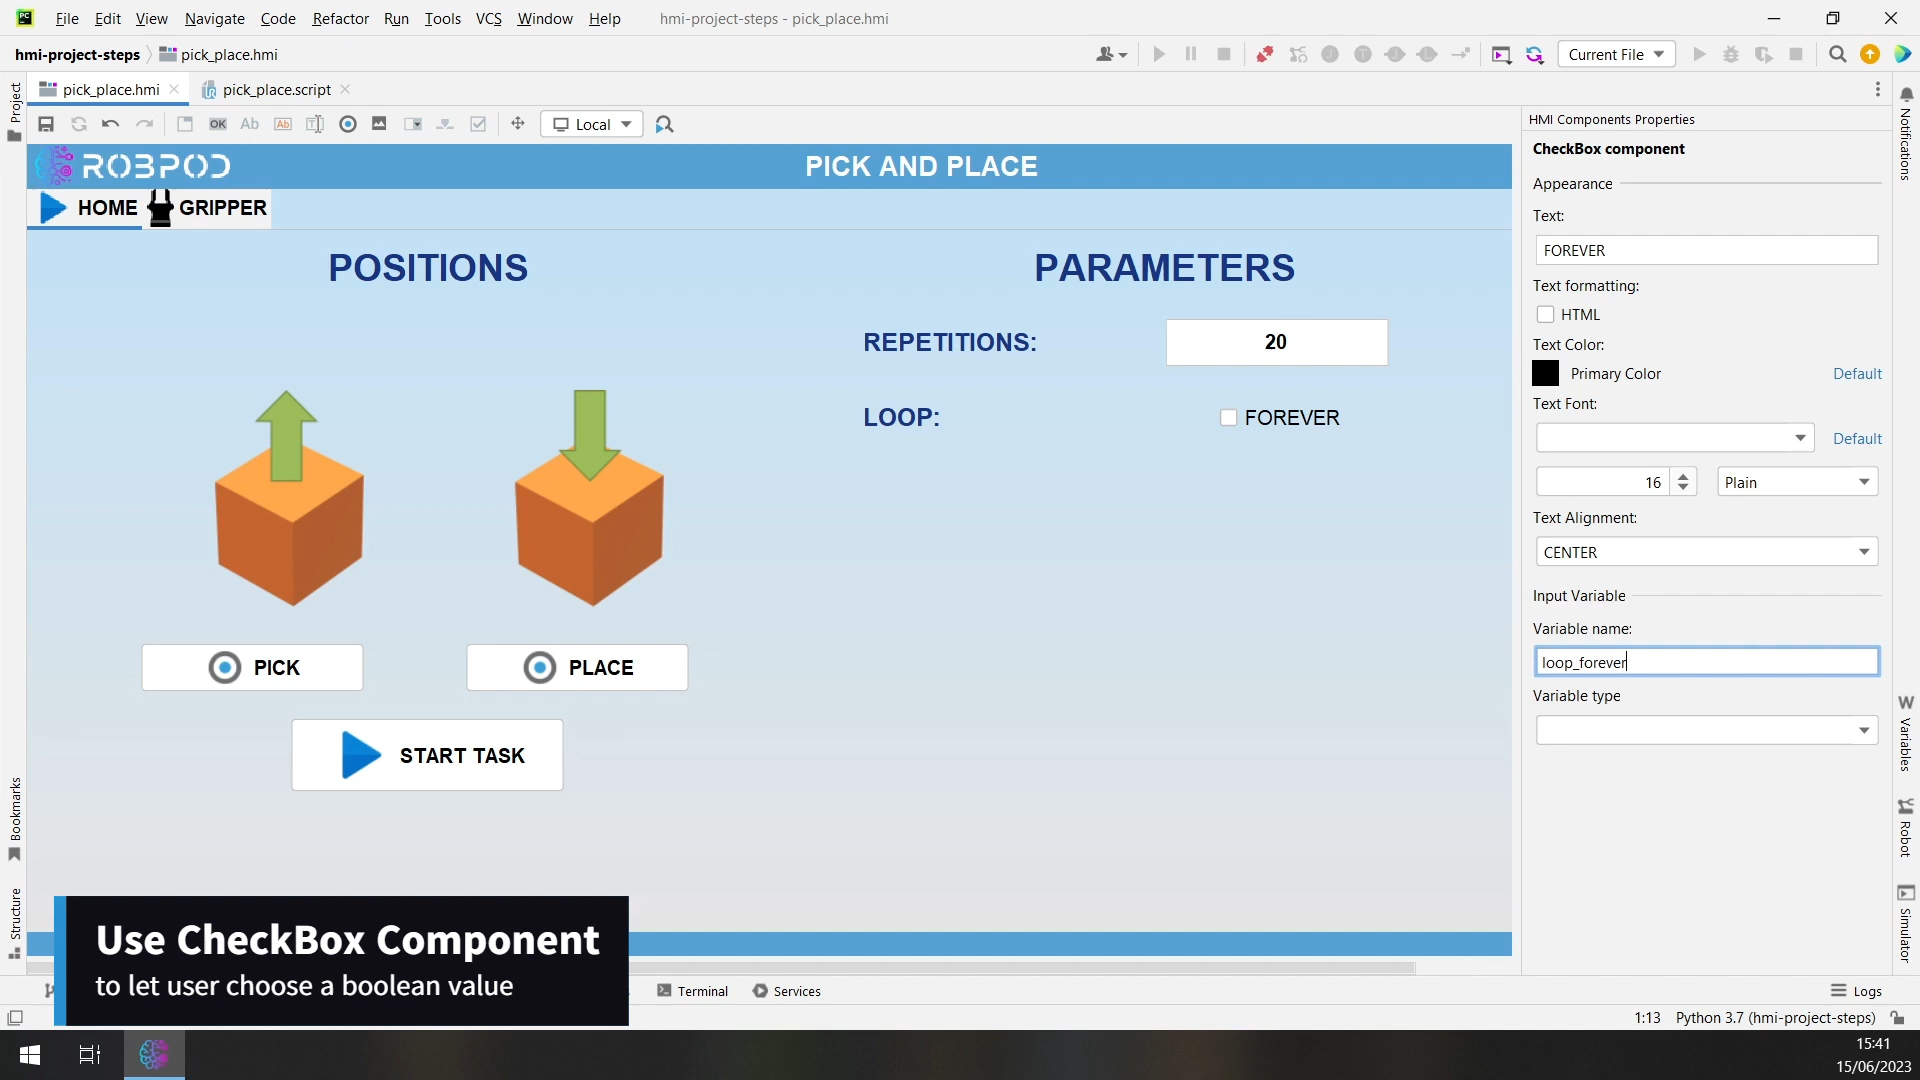 PC File Edit View Navigate Code Refactor Run Tools VCS Window Help hmi-project-steps - pick_place.hmi
hmi-project-steps pick_place.hmi Current File
Project pick_place.hmi pick_place.script Notifications
OK Ab Ab Local
HMI Components Properties
ROBPOD PICK AND PLACE
HOME GRIPPER
POSITIONS
PARAMETERS
REPETITIONS: 20
LOOP: FOREVER
PICK
PLACE
START TASK
CheckBox component
Appearance
Text:
FOREVER
Text formatting:
HTML
Text Color:
Primary Color Default
Text Font:
Default
16 Plain
Text Alignment:
CENTER
Input Variable
Variable name:
loop_forever
Variable type
Variables
Robot
Simulator
Bookmarks
Structure
Use CheckBox Component
to let user choose a boolean value
Terminal Services Logs
1:13 Python 3.7 (hmi-project-steps)
15:41
15/06/2023